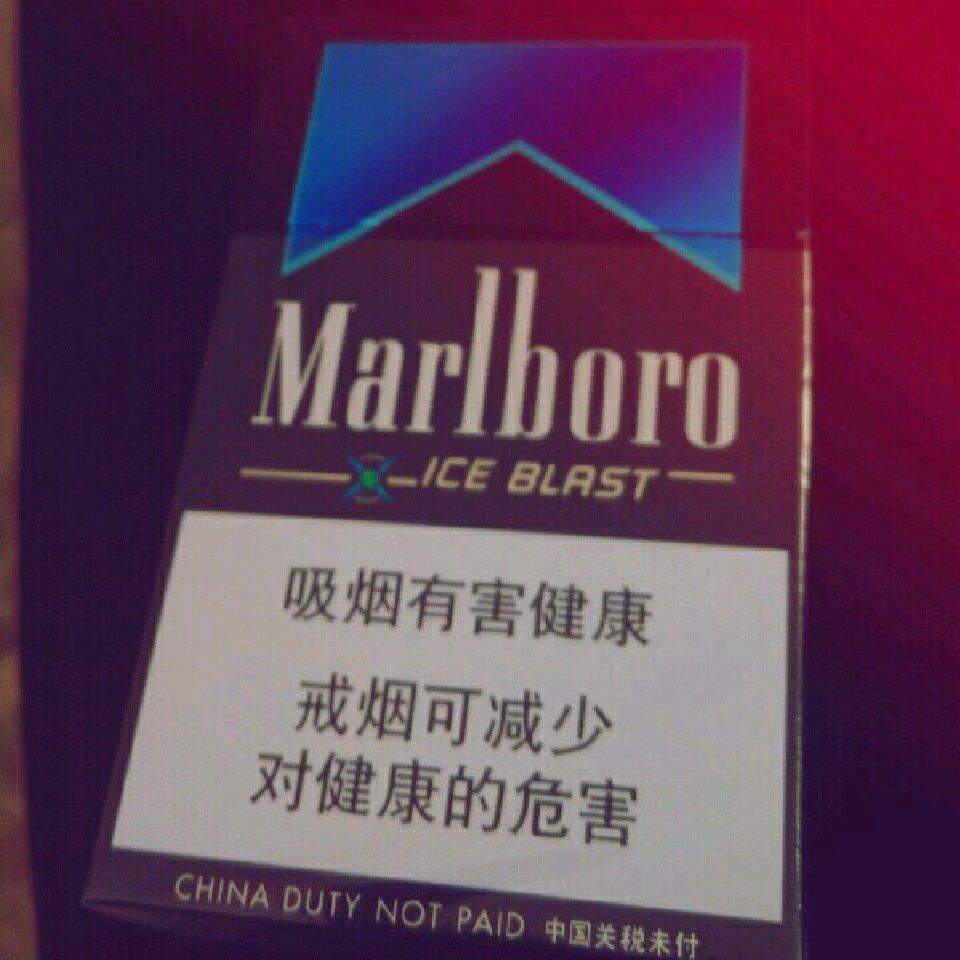 Marlboro
ICE BLAST
吸烟有害健康
戒烟可减少
对健康的危害
CHINA DUTY NOT PAID 中国关税未付